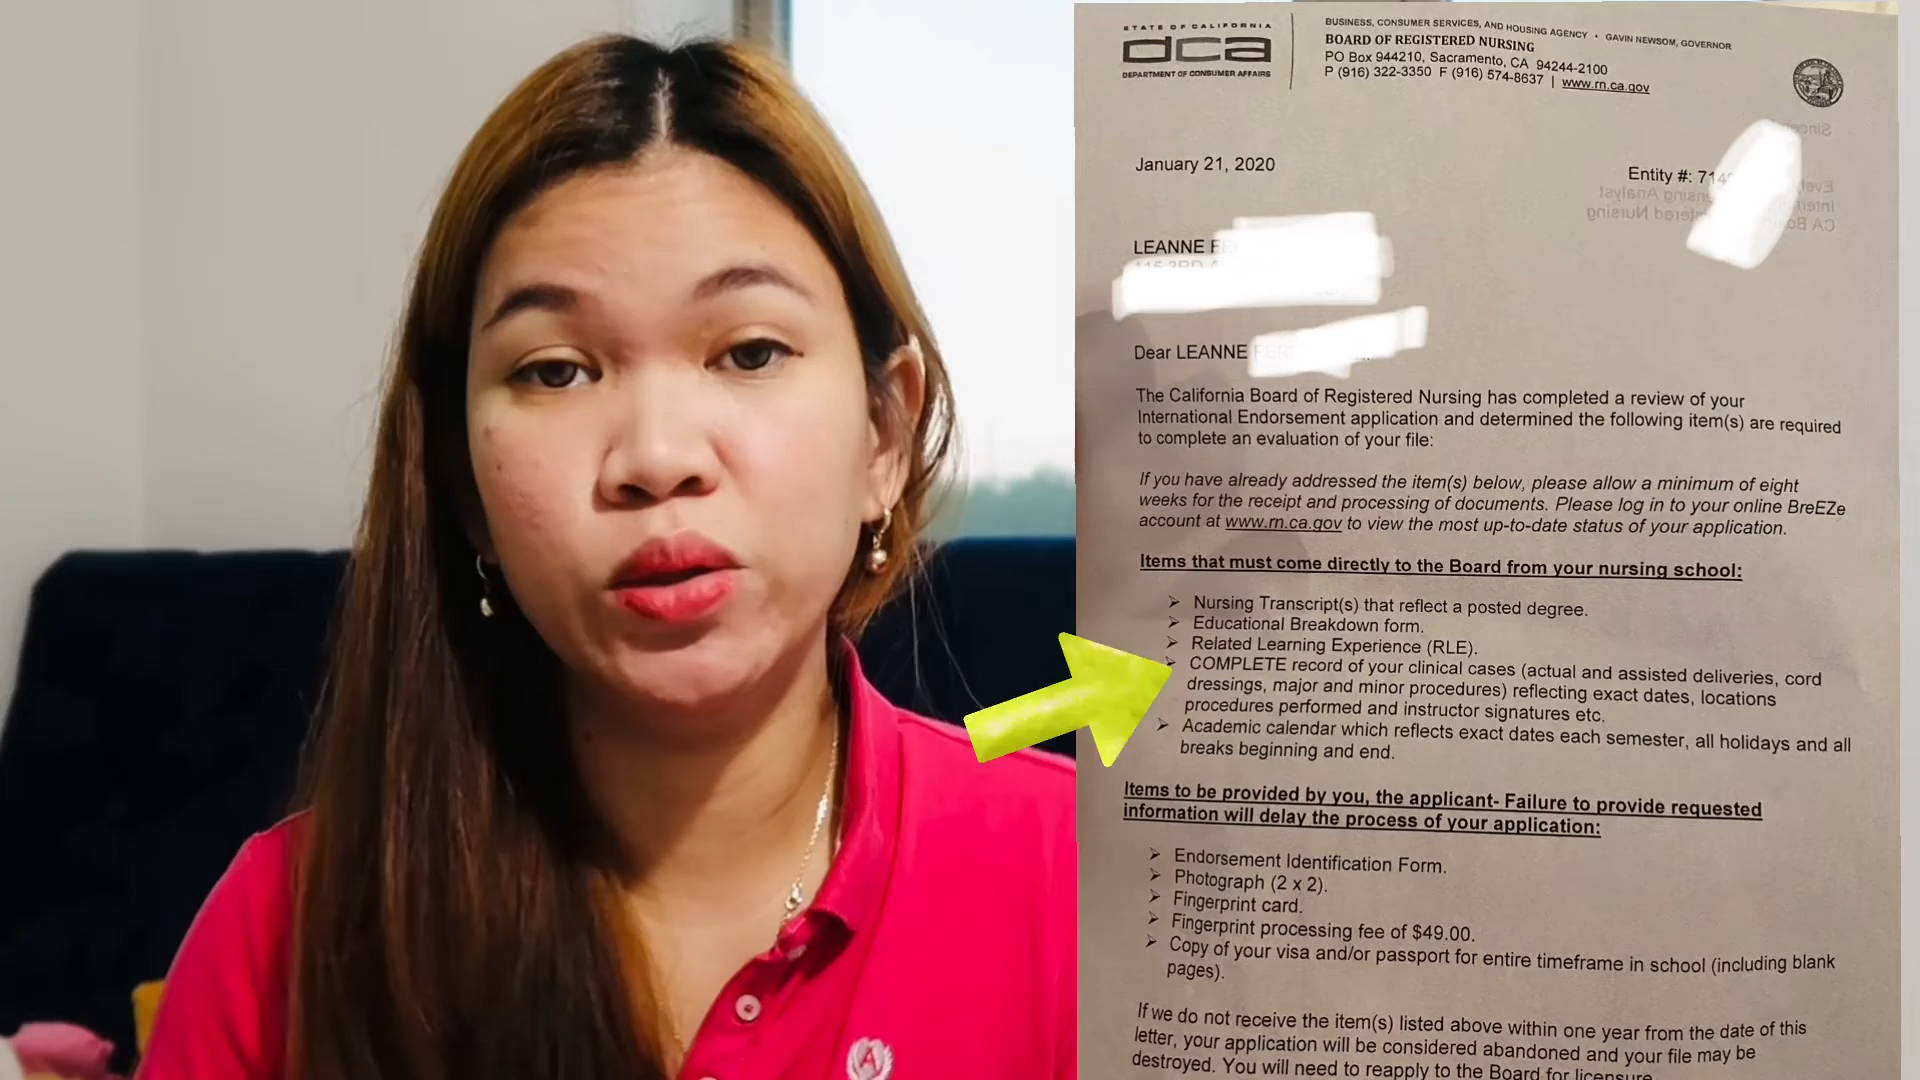 STATE OF CALIFORNIA
dca
DEPARTMENT OF CONSUMER AFFAIRS
BUSINESS, CONSUMER SERVICES, AND HOUSING AGENCY • GAVIN NEWSOM, GOVERNOR
BOARD OF REGISTERED NURSING
PO Box 944210, Sacramento, CA 94244-2100
P (916) 322-3350 F (916) 574-8637 | www.rn.ca.gov
January 21, 2020
Entity #: 714
LEANNE
Dear LEANNE
The California Board of Registered Nursing has completed a review of your
International Endorsement application and determined the following item(s) are required
to complete an evaluation of your file:
If you have already addressed the item(s) below, please allow a minimum of eight
weeks for the receipt and processing of documents. Please log in to your online BreEZe
account at www.rn.ca.gov to view the most up-to-date status of your application.
Items that must come directly to the Board from your nursing school:
➢ Nursing Transcript(s) that reflect a posted degree.
➢ Educational Breakdown form.
➢ Related Learning Experience (RLE).
➢ COMPLETE record of your clinical cases (actual and assisted deliveries, cord
dressings, major and minor procedures) reflecting exact dates, locations
procedures performed and instructor signatures etc.
➢ Academic calendar which reflects exact dates each semester, all holidays and all
breaks beginning and end.
Items to be provided by you, the applicant- Failure to provide requested
information will delay the process of your application:
➢ Endorsement Identification Form.
➢ Photograph (2 x 2).
➢ Fingerprint card.
➢ Fingerprint processing fee of $49.00.
➢ Copy of your visa and/or passport for entire timeframe in school (including blank
pages).
If we do not receive the item(s) listed above within one year from the date of this
letter, your application will be considered abandoned and your file may be
destroyed. You will need to reapply to the Board for licensure.
A